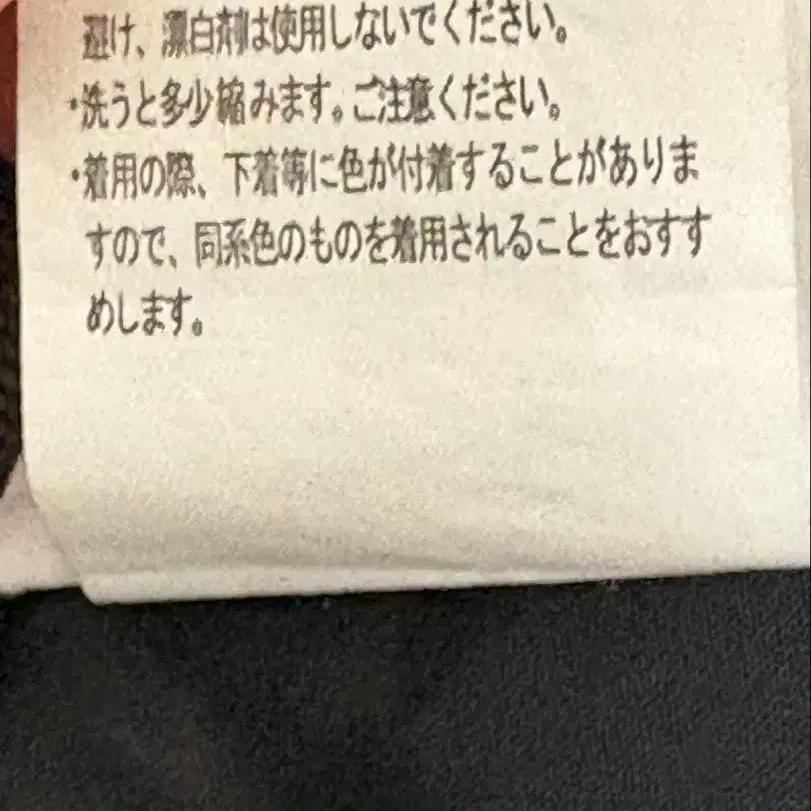 避け、漂白剤は使用しないでください。
・洗うと多少縮みます。ご注意ください。
・着用の際、下着等に色が付着することがありま
すので、同系色のものを着用されることをおすす
めします。